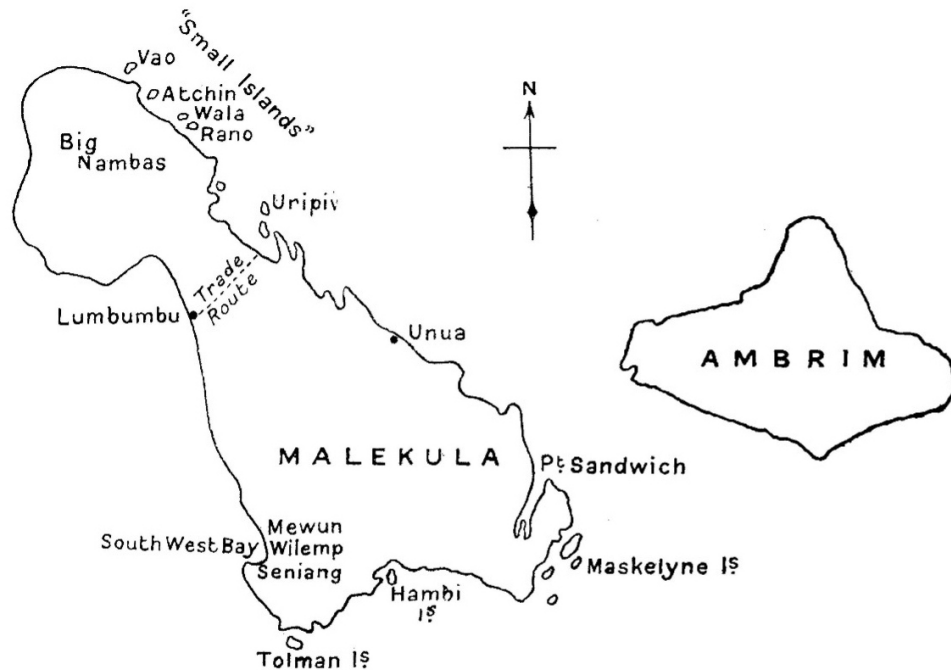 "Small Islands"
Vao
Atchin
Wala
Rano
N
Big
Nambas
Uripiv
Trade
Route
Lumbumbu
Unua
AMBRIM
MALEKULA
Pt Sandwich
South West Bay
Mewun
Wilemp
Seniang
Maskelyne Is
Hambi
Is
Tolman Is